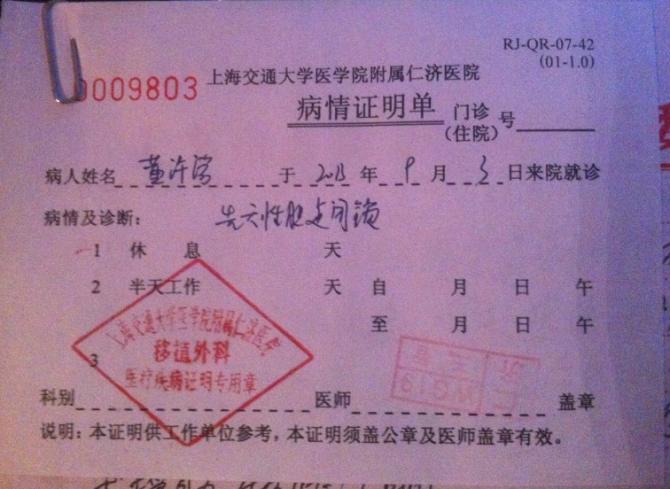 RJ-QR-07-42
(01-1.0)
0009803 上海交通大学医学院附属仁济医院
病情证明单 门诊
(住院) 号
病人姓名 董 于 2013 年 9 月 3 日来院就诊
病情及诊断: 先天性胆道闭锁
1 休 息 天
2 半天工作 天 自 月 日 午
至 月 日 午
上海交通大学医学院附属仁济医院
移植外科
医疗疾病证明专用章
3
科别 医师 盖章
说明:本证明供工作单位参考,本证明须盖公章及医师盖章有效。